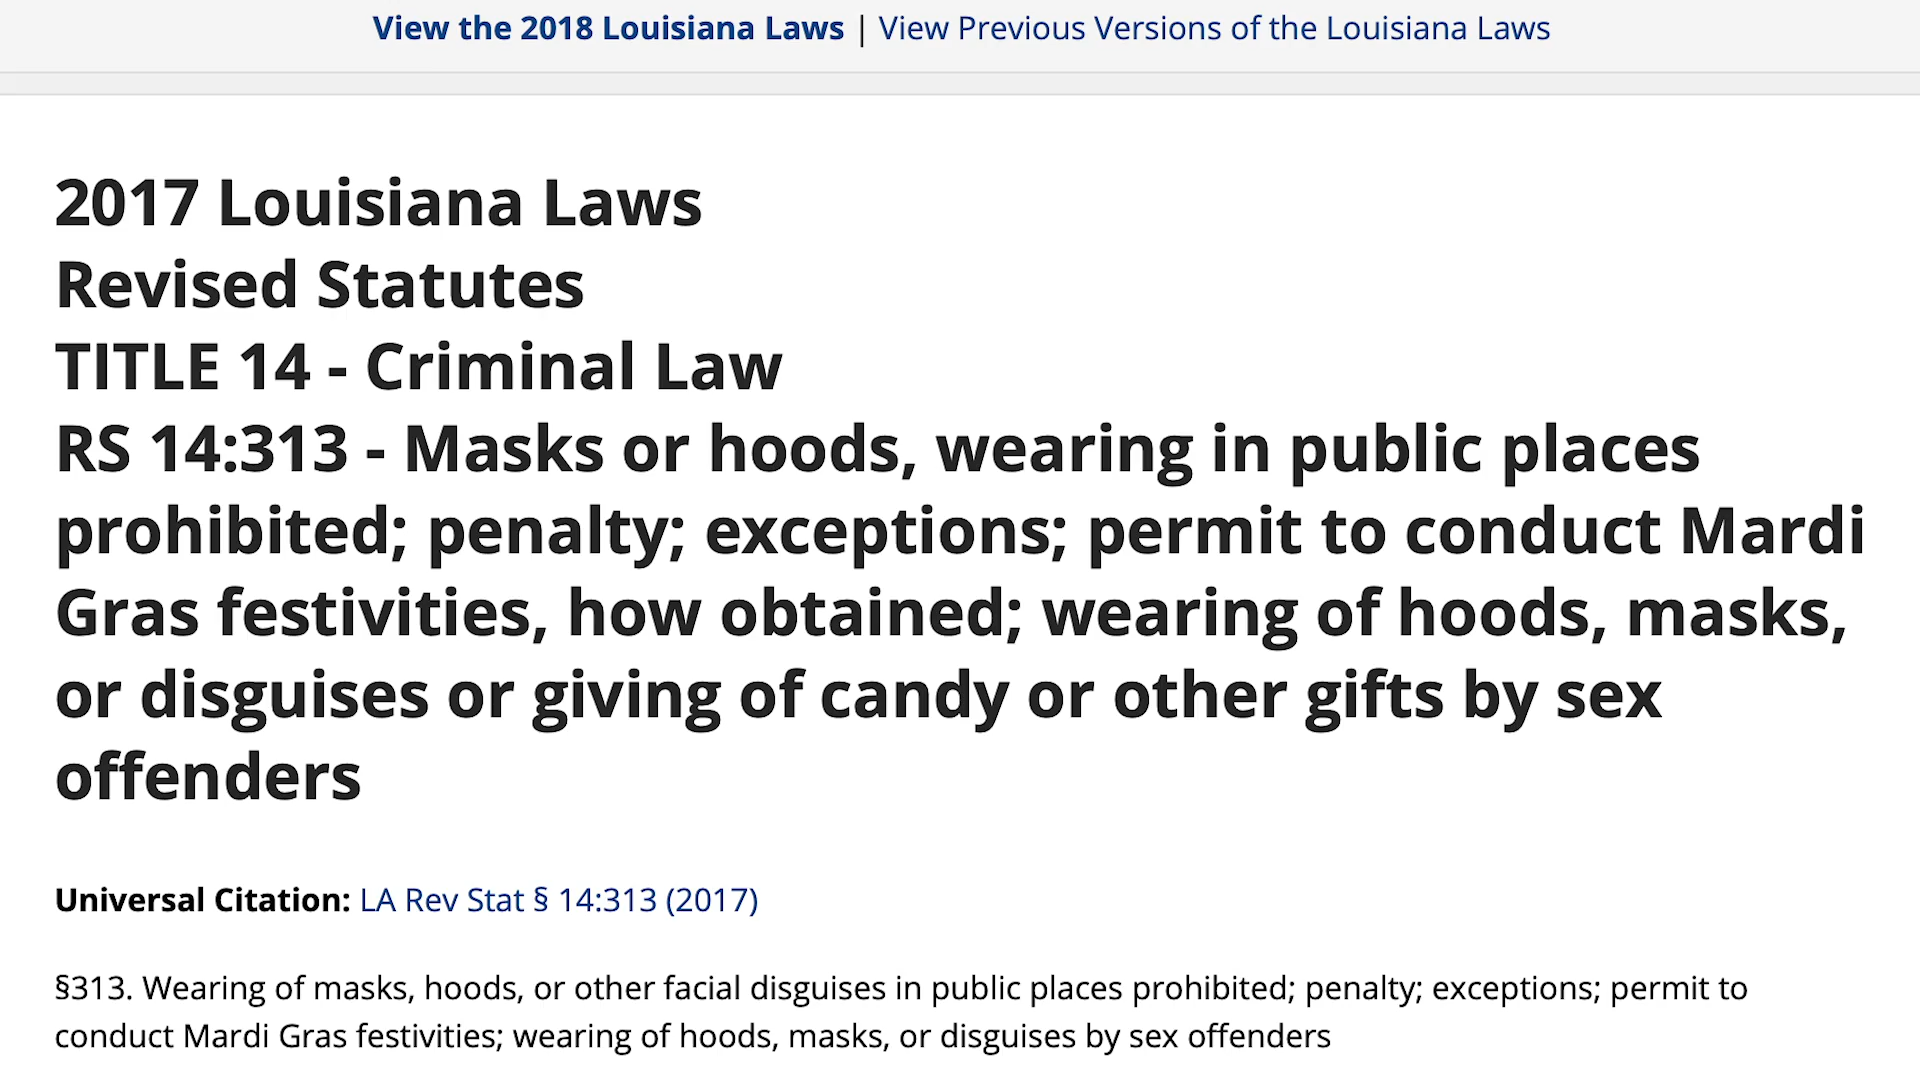 View the 2018 Louisiana Laws | View Previous Versions of the Louisiana Laws
2017 Louisiana Laws
Revised Statutes
TITLE 14 - Criminal Law
RS 14:313 - Masks or hoods, wearing in public places
prohibited; penalty; exceptions; permit to conduct Mardi
Gras festivities, how obtained; wearing of hoods, masks,
or disguises or giving of candy or other gifts by sex
offenders
Universal Citation: LA Rev Stat § 14:313 (2017)
§313. Wearing of masks, hoods, or other facial disguises in public places prohibited; penalty; exceptions; permit to
conduct Mardi Gras festivities; wearing of hoods, masks, or disguises by sex offenders